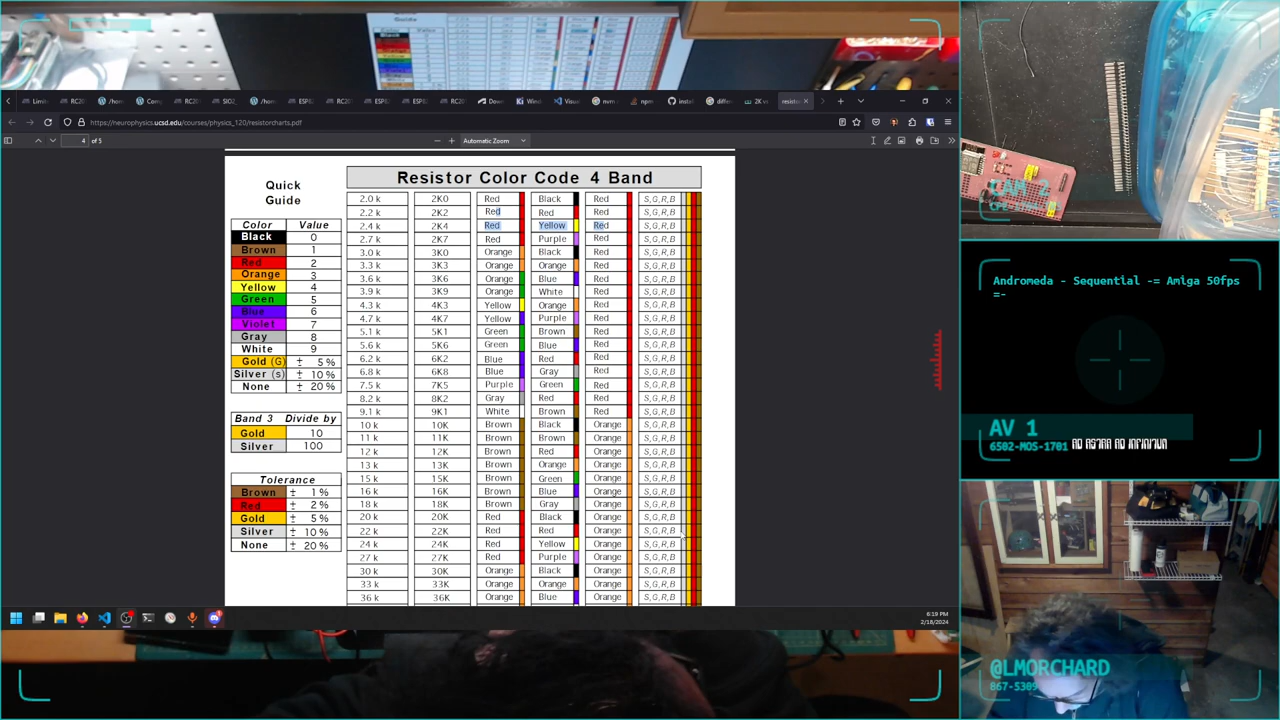 https://neurophysics.ucsd.edu/courses/physics_120/resistorcharts.pdf
4 of 5
Automatic Zoom
Resistor Color Code 4 Band
Quick
Guide
Color Value
Black 0
Brown 1
Red 2
Orange 3
Yellow 4
Green 5
Blue 6
Violet 7
Gray 8
White 9
Gold (G) ± 5 %
Silver (s) ± 10 %
None ± 20 %
Band 3 Divide by
Gold 10
Silver 100
Tolerance
Brown ± 1 %
Red ± 2 %
Gold ± 5 %
Silver ± 10 %
None ± 20 %
2.0 k 2K0 Red Black Red S,G,R,B
2.2 k 2K2 Red Red Red S,G,R,B
2.4 k 2K4 Red Yellow Red S,G,R,B
2.7 k 2K7 Red Purple Red S,G,R,B
3.0 k 3K0 Orange Black Red S,G,R,B
3.3 k 3K3 Orange Orange Red S,G,R,B
3.6 k 3K6 Orange Blue Red S,G,R,B
3.9 k 3K9 Orange White Red S,G,R,B
4.3 k 4K3 Yellow Orange Red S,G,R,B
4.7 k 4K7 Yellow Purple Red S,G,R,B
5.1 k 5K1 Green Brown Red S,G,R,B
5.6 k 5K6 Green Blue Red S,G,R,B
6.2 k 6K2 Blue Red Red S,G,R,B
6.8 k 6K8 Blue Gray Red S,G,R,B
7.5 k 7K5 Purple Green Red S,G,R,B
8.2 k 8K2 Gray Red Red S,G,R,B
9.1 k 9K1 White Brown Red S,G,R,B
10 k 10K Brown Black Orange S,G,R,B
11 k 11K Brown Brown Orange S,G,R,B
12 k 12K Brown Red Orange S,G,R,B
13 k 13K Brown Orange Orange S,G,R,B
15 k 15K Brown Green Orange S,G,R,B
16 k 16K Brown Blue Orange S,G,R,B
18 k 18K Brown Gray Orange S,G,R,B
20 k 20K Red Black Orange S,G,R,B
22 k 22K Red Red Orange S,G,R,B
24 k 24K Red Yellow Orange S,G,R,B
27 k 27K Red Purple Orange S,G,R,B
30 k 30K Orange Black Orange S,G,R,B
33 k 33K Orange Orange Orange S,G,R,B
36 k 36K Orange Blue Orange S,G,R,B
6:19 PM
2/18/2024
Andromeda - Sequential -= Amiga 50fps
=-
AV 1
6502-MOS-1701
@LMORCHARD
867-5309